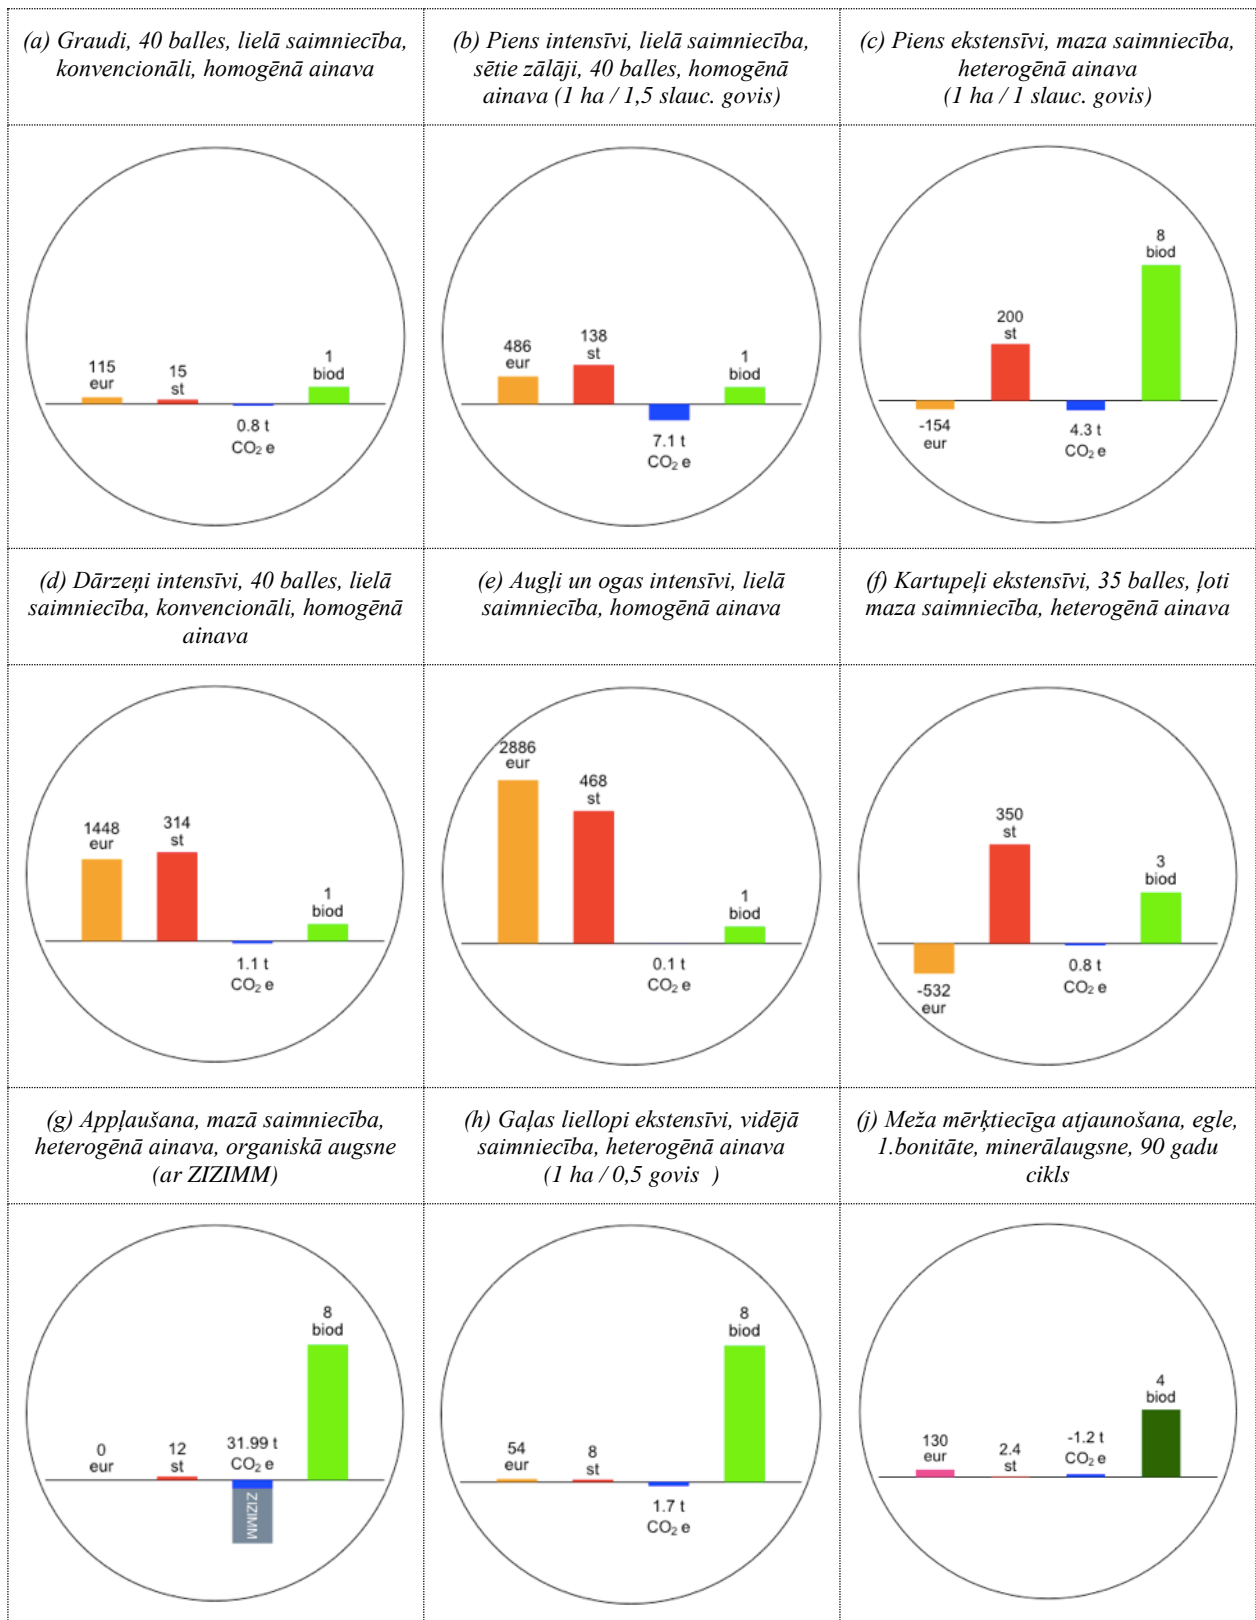 (a) Graudi, 40 balles, lielā saimniecība,
konvencionāli, homogēnā ainava
(b) Piens intensīvi, lielā saimniecība,
sētie zālāji, 40 balles, homogēnā
ainava (1 ha / 1,5 slauc. govis)
(c) Piens ekstensīvi, maza saimniecība,
heterogēnā ainava
(1 ha / 1 slauc. govis)
115
eur
15
st
0.8 t
CO₂ e
1
biod
486
eur
138
st
7.1 t
CO₂ e
1
biod
-154
eur
200
st
4.3 t
CO₂ e
8
biod
(d) Dārzeņi intensīvi, 40 balles, lielā
saimniecība, konvencionāli, homogēnā
ainava
(e) Augļi un ogas intensīvi, lielā
saimniecība, homogēnā ainava
(f) Kartupeļi ekstensīvi, 35 balles, ļoti
maza saimniecība, heterogēnā ainava
1448
eur
314
st
1.1 t
CO₂ e
1
biod
2886
eur
468
st
0.1 t
CO₂ e
1
biod
-532
eur
350
st
0.8 t
CO₂ e
3
biod
(g) Appļaušana, mazā saimniecība,
heterogēnā ainava, organiskā augsne
(ar ZIZIMM)
(h) Gaļas liellopi ekstensīvi, vidējā
saimniecība, heterogēnā ainava
(1 ha / 0,5 govis )
(j) Meža mērķtiecīga atjaunošana, egle,
1.bonitāte, minerālaugsne, 90 gadu
cikls
0
eur
12
st
31.99 t
CO₂ e
ZIZIMM
8
biod
54
eur
8
st
1.7 t
CO₂ e
8
biod
130
eur
2.4
st
-1.2 t
CO₂ e
4
biod